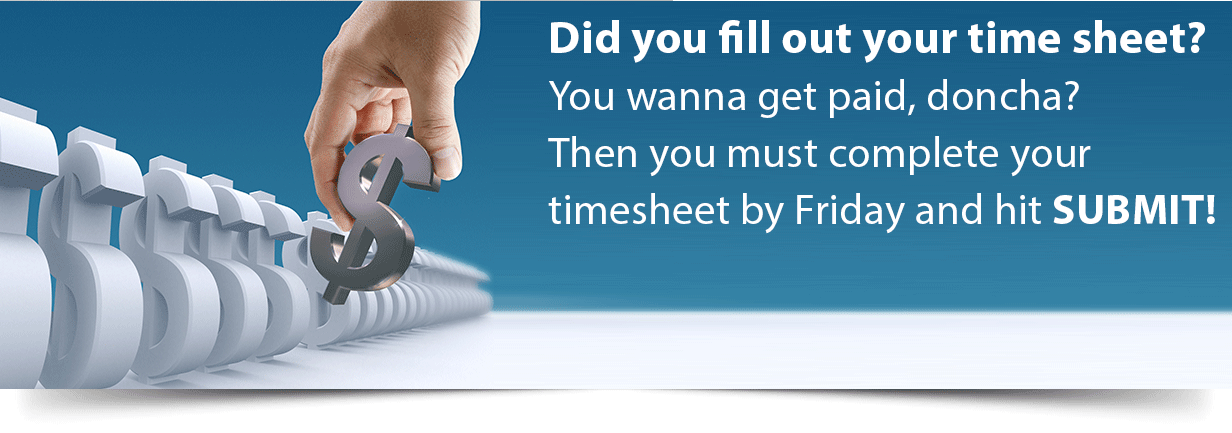 Did you fill out your time sheet?
You wanna get paid, doncha?
Then you must complete your
timesheet by Friday and hit SUBMIT!